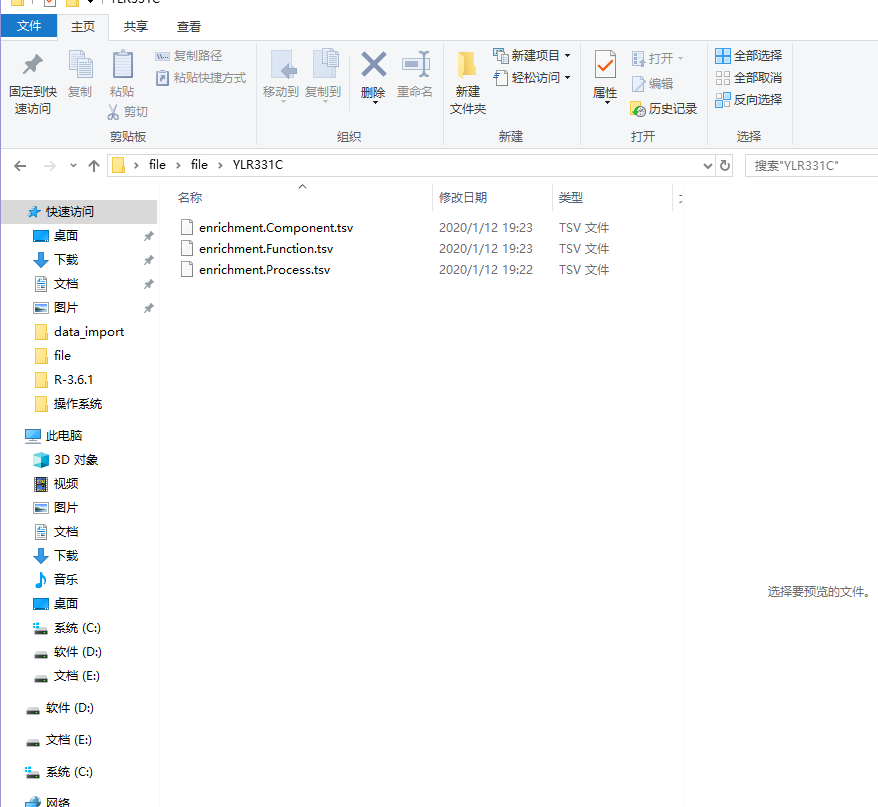 YLR331C
文件 主页 共享 查看
固定到快速访问
复制
粘贴
复制路径
粘贴快捷方式
剪切
剪贴板
移动到 复制到 删除 重命名
组织
新建文件夹
新建项目
轻松访问
新建
属性
打开
编辑
历史记录
打开
全部选择
全部取消
反向选择
选择
file › file › YLR331C
搜索"YLR331C"
名称 修改日期 类型
enrichment.Component.tsv 2020/1/12 19:23 TSV 文件
enrichment.Function.tsv 2020/1/12 19:23 TSV 文件
enrichment.Process.tsv 2020/1/12 19:22 TSV 文件
快速访问
桌面
下载
文档
图片
data_import
file
R-3.6.1
操作系统
此电脑
3D 对象
视频
图片
文档
下载
音乐
桌面
系统 (C:)
软件 (D:)
文档 (E:)
软件 (D:)
文档 (E:)
系统 (C:)
网络
选择要预览的文件。